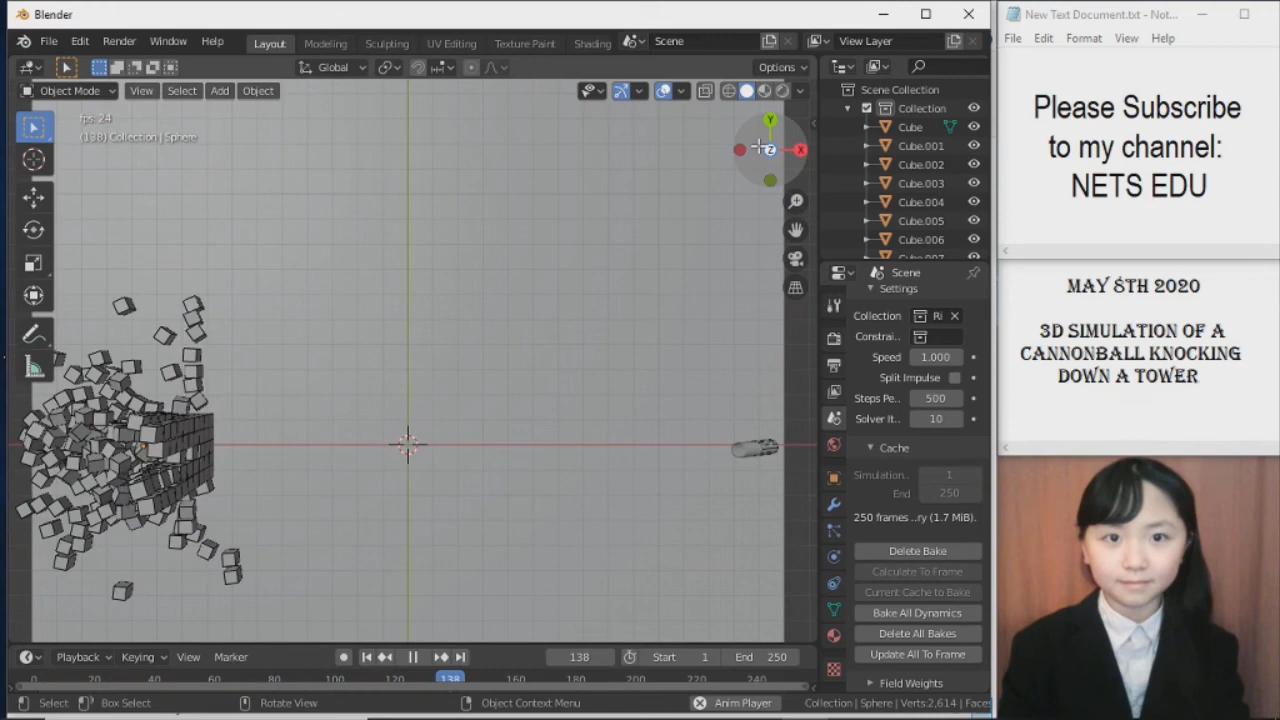 Blender
File Edit Render Window Help
Layout Modeling Sculpting UV Editing Texture Paint Shading
Scene
View Layer
Global
Options
Object Mode View Select Add Object
fps: 24
(138) Collection | Sphere
Y
Z
X
Scene Collection
Collection
Cube
Cube.001
Cube.002
Cube.003
Cube.004
Cube.005
Cube.006
Scene
Settings
Collection Ri
Constrai..
Speed 1.000
Split Impulse
Steps Pe.. 500
Solver It.. 10
Cache
Simulation.. 1
End 250
250 frames ..ry (1.7 MiB).
Delete Bake
Calculate To Frame
Current Cache to Bake
Bake All Dynamics
Delete All Bakes
Update All To Frame
Field Weights
Playback Keying View Marker
138
Start 1
End 250
0 20 40 60 80 100 120 138 160 180 200 220 240
Select Box Select Rotate View Object Context Menu Anim Player Collection | Sphere | Verts:2,614 | Faces
New Text Document.txt - Not...
File Edit Format View Help
Please Subscribe
to my channel:
NETS EDU
MAY 8TH 2020
3D SIMULATION OF A
CANNONBALL KNOCKING
DOWN A TOWER